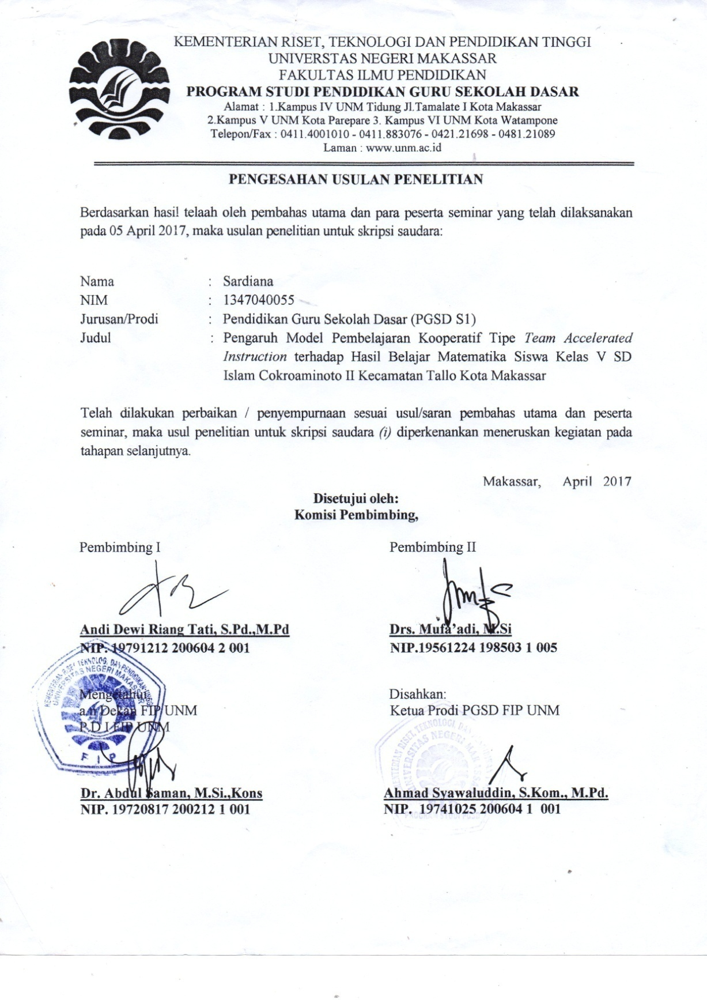 KEMENTERIAN RISET, TEKNOLOGI DAN PENDIDIKAN TINGGI
UNIVERSTAS NEGERI MAKASSAR
FAKULTAS ILMU PENDIDIKAN
PROGRAM STUDI PENDIDIKAN GURU SEKOLAH DASAR
Alamat : 1.Kampus IV UNM Tidung Jl.Tamalate I Kota Makassar
2.Kampus V UNM Kota Parepare 3. Kampus VI UNM Kota Watampone
Telepon/Fax : 0411.4001010 - 0411.883076 - 0421.21698 - 0481.21089
Laman : www.unm.ac.id
PENGESAHAN USULAN PENELITIAN
Berdasarkan hasil telaah oleh pembahas utama dan para peserta seminar yang telah dilaksanakan
pada 05 April 2017, maka usulan penelitian untuk skripsi saudara:
Nama : Sardiana
NIM : 1347040055
Jurusan/Prodi : Pendidikan Guru Sekolah Dasar (PGSD S1)
Judul : Pengaruh Model Pembelajaran Kooperatif Tipe Team Accelerated
Instruction terhadap Hasil Belajar Matematika Siswa Kelas V SD
Islam Cokroaminoto II Kecamatan Tallo Kota Makassar
Telah dilakukan perbaikan / penyempurnaan sesuai usul/saran pembahas utama dan peserta
seminar, maka usul penelitian untuk skripsi saudara (i) diperkenankan meneruskan kegiatan pada
tahapan selanjutnya.
Makassar, April 2017
Disetujui oleh:
Komisi Pembimbing,
Pembimbing I Pembimbing II
Andi Dewi Riang Tati, S.Pd.,M.Pd Drs. Mufa'adi, M.Si
NIP. 19791212 200604 2 001 NIP.19561224 198503 1 005
Mengetahui Disahkan:
a.n Dekan FIP UNM Ketua Prodi PGSD FIP UNM
P.D I FIP UNM
FIP
Dr. Abdul Saman, M.Si.,Kons Ahmad Syawaluddin, S.Kom., M.Pd.
NIP. 19720817 200212 1 001 NIP. 19741025 200604 1 001